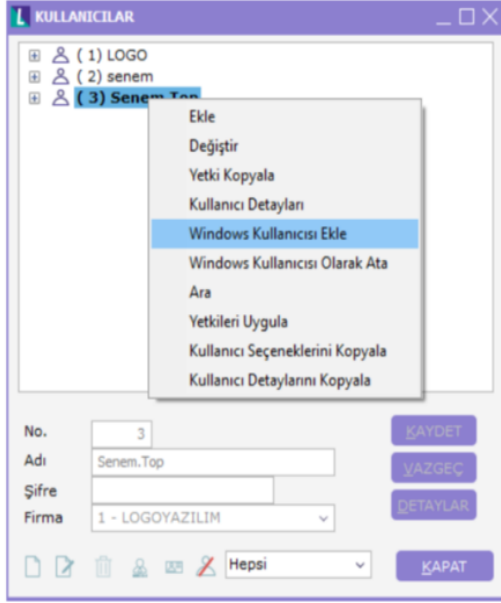 KULLANICILAR
( 1) LOGO
( 2) senem
( 3) Senem.Top
Ekle
Değiştir
Yetki Kopyala
Kullanıcı Detayları
Windows Kullanıcısı Ekle
Windows Kullanıcısı Olarak Ata
Ara
Yetkileri Uygula
Kullanıcı Seçeneklerini Kopyala
Kullanıcı Detaylarını Kopyala
No. 3 KAYDET
Adı Senem.Top VAZGEÇ
Şifre DETAYLAR
Firma 1 - LOGOYAZILIM
Hepsi KAPAT